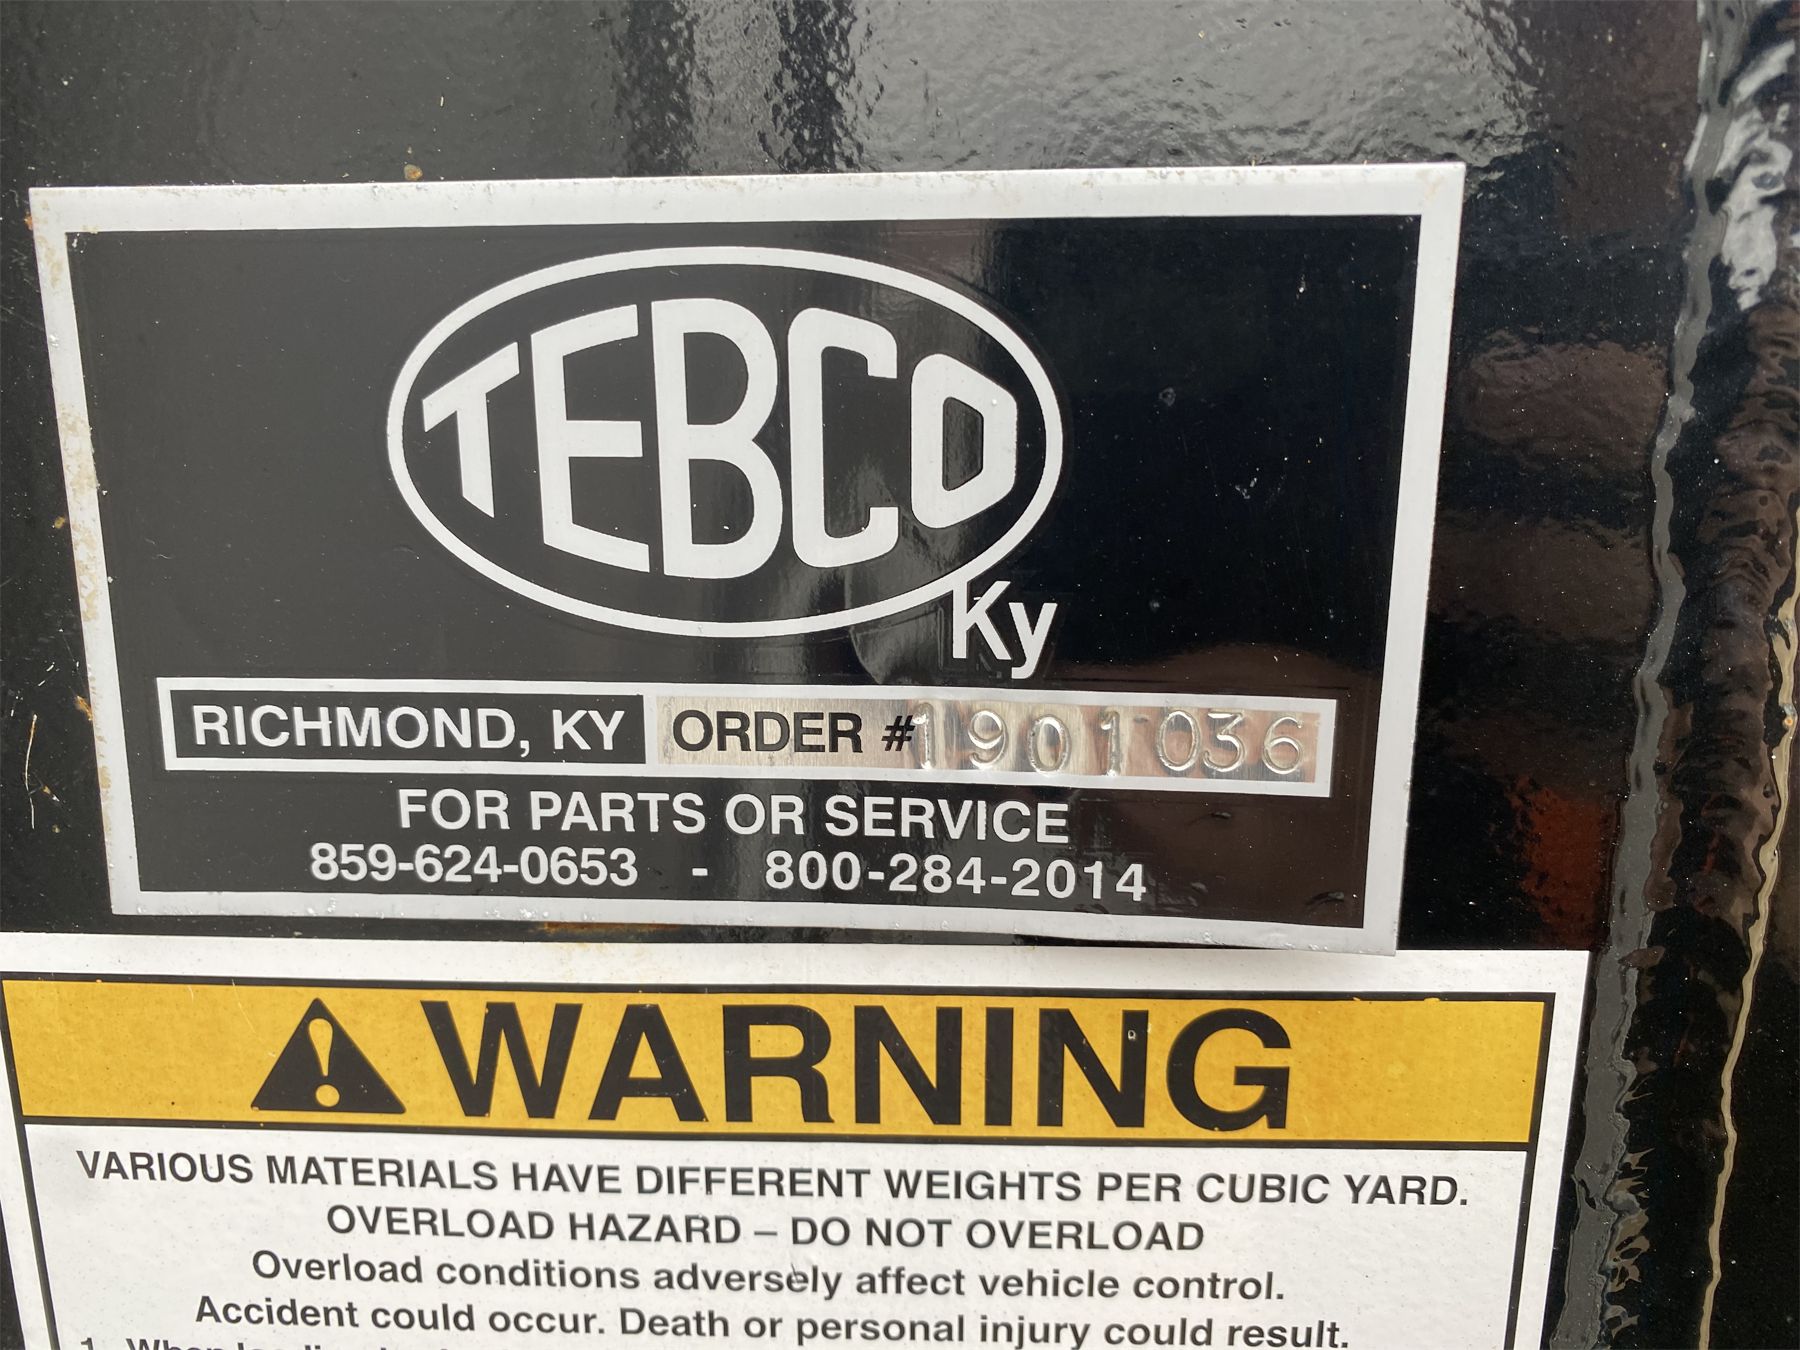 TEBCO
Ky
RICHMOND, KY ORDER #1901036
FOR PARTS OR SERVICE
859-624-0653 - 800-284-2014
WARNING
VARIOUS MATERIALS HAVE DIFFERENT WEIGHTS PER CUBIC YARD.
OVERLOAD HAZARD – DO NOT OVERLOAD
Overload conditions adversely affect vehicle control.
Accident could occur. Death or personal injury could result.
1. When